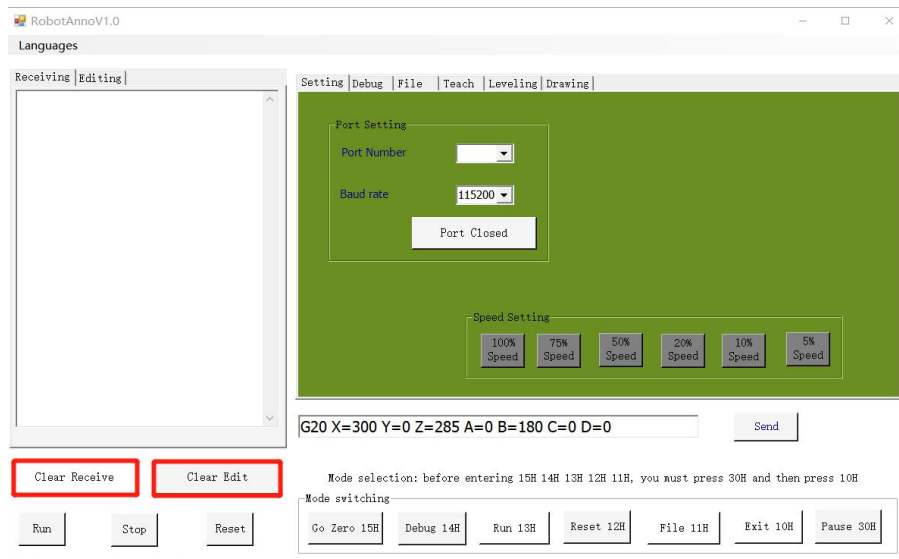 RobotAnnoV1.0
Languages
Receiving Editing
Setting Debug File Teach Leveling Drawing
Port Setting
Port Number
Baud rate 115200
Port Closed
Speed Setting
100% Speed 75% Speed 50% Speed 20% Speed 10% Speed 5% Speed
G20 X=300 Y=0 Z=285 A=0 B=180 C=0 D=0 Send
Clear Receive Clear Edit
Mode selection: before entering 15H 14H 13H 12H 11H, you must press 30H and then press 10H
Mode switching
Run Stop Reset
Go Zero 15H Debug 14H Run 13H Reset 12H File 11H Exit 10H Pause 30H